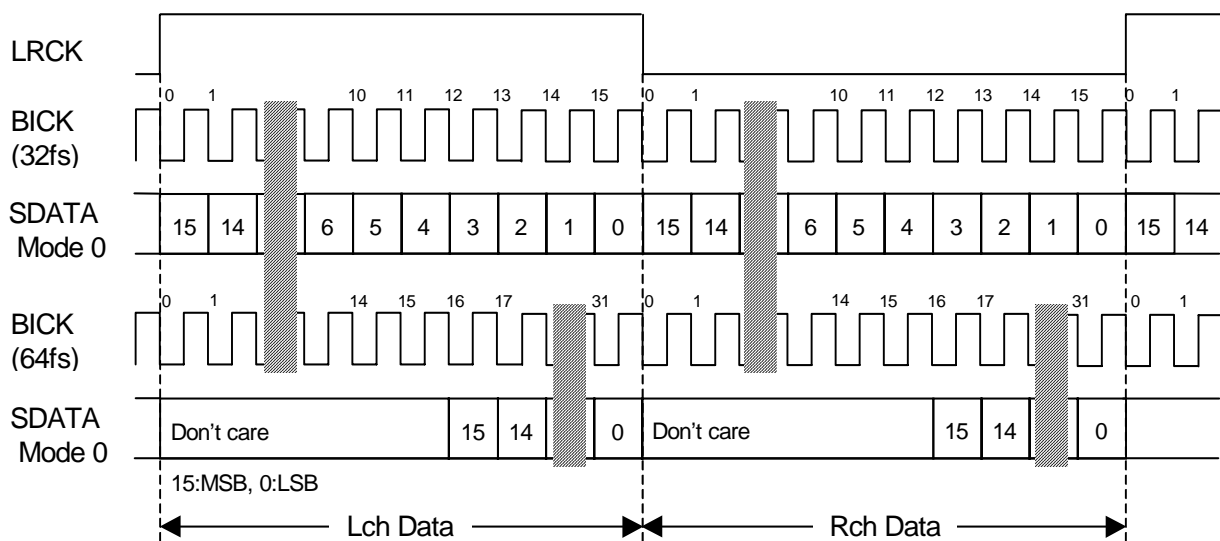 LRCK
0 1 10 11 12 13 14 15 0 1 10 11 12 13 14 15 0 1
BICK
(32fs)
SDATA
Mode 0
15 14 6 5 4 3 2 1 0 15 14 6 5 4 3 2 1 0 15 14
0 1 14 15 16 17 31 0 1 14 15 16 17 31 0 1
BICK
(64fs)
SDATA
Mode 0
Don't care 15 14 0 Don't care 15 14 0
15:MSB, 0:LSB
Lch Data Rch Data